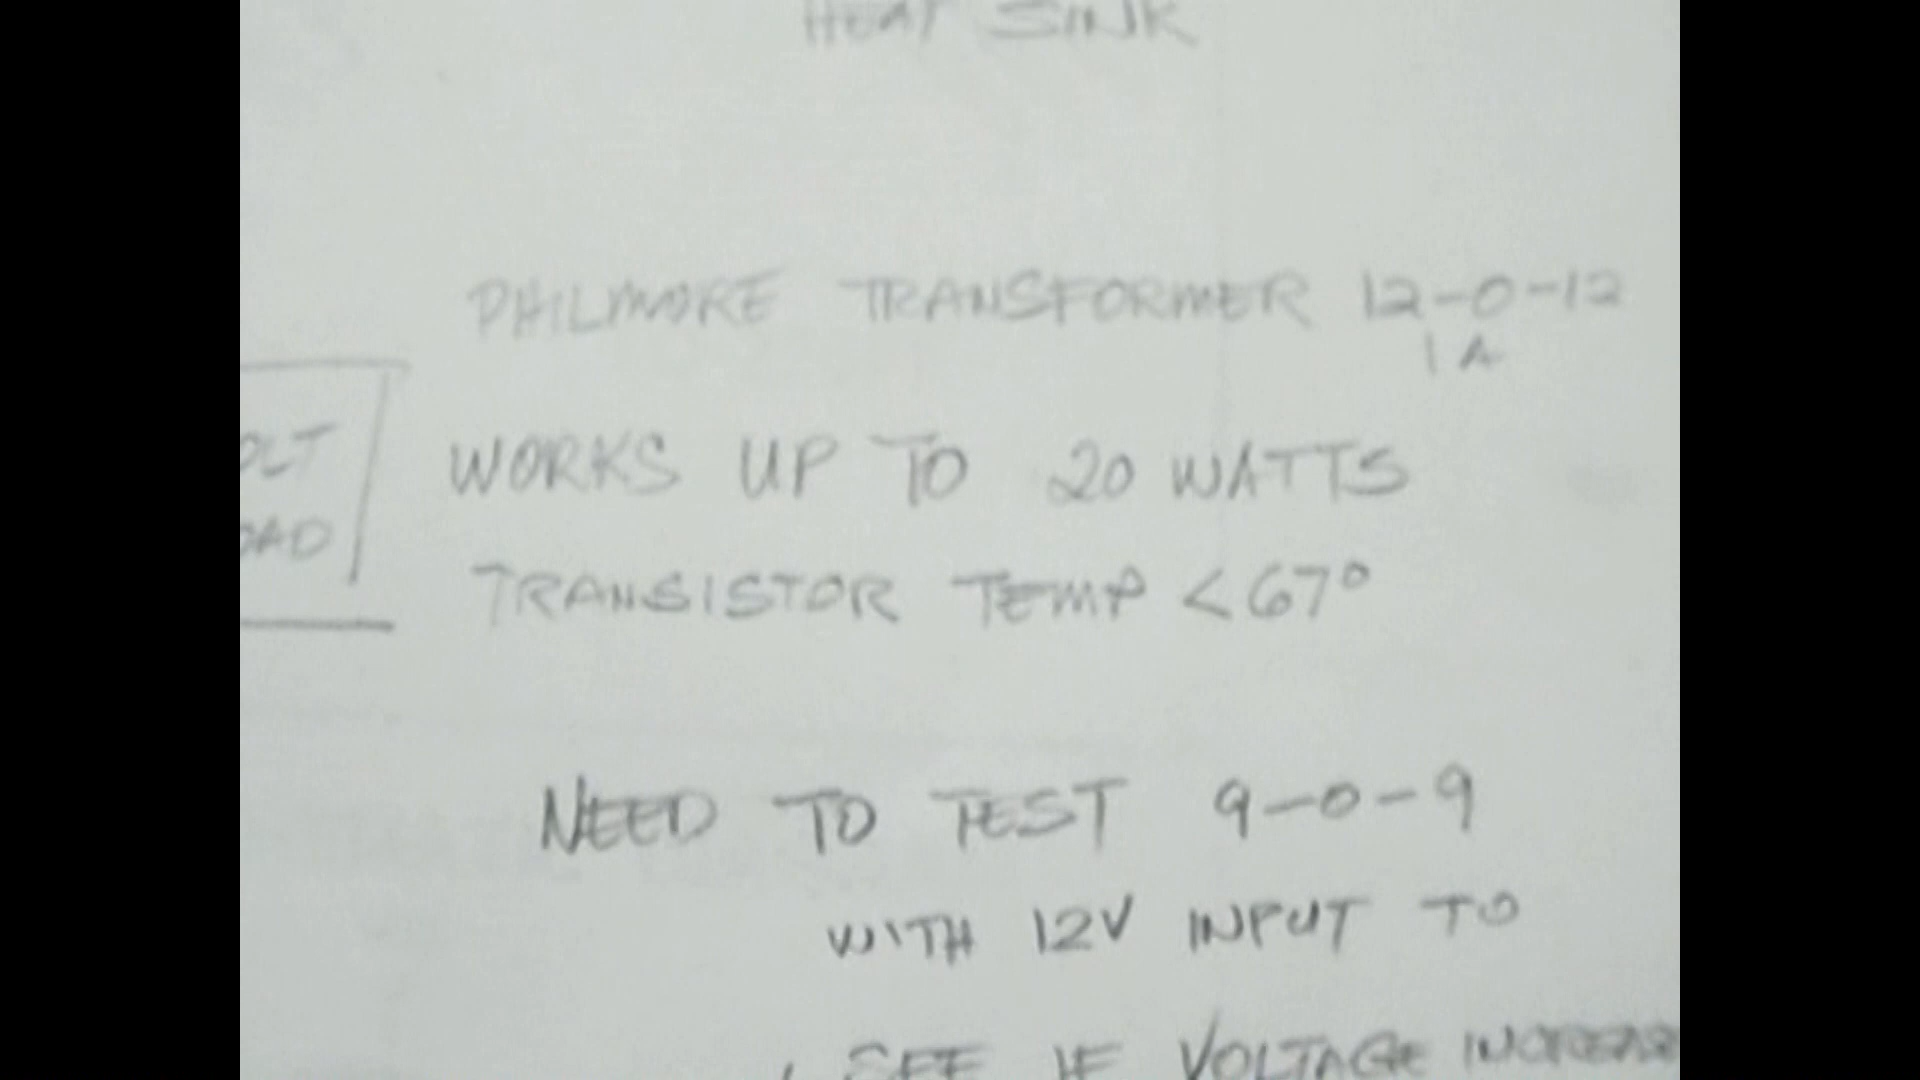 HEAT SINK
PHILMORE TRANSFORMER 12-0-12
1 A
WORKS UP TO 20 WATTS
TRANSISTOR TEMP < 67°
NEED TO TEST 9-0-9
WITH 12V INPUT TO
SEE IF VOLTAGE